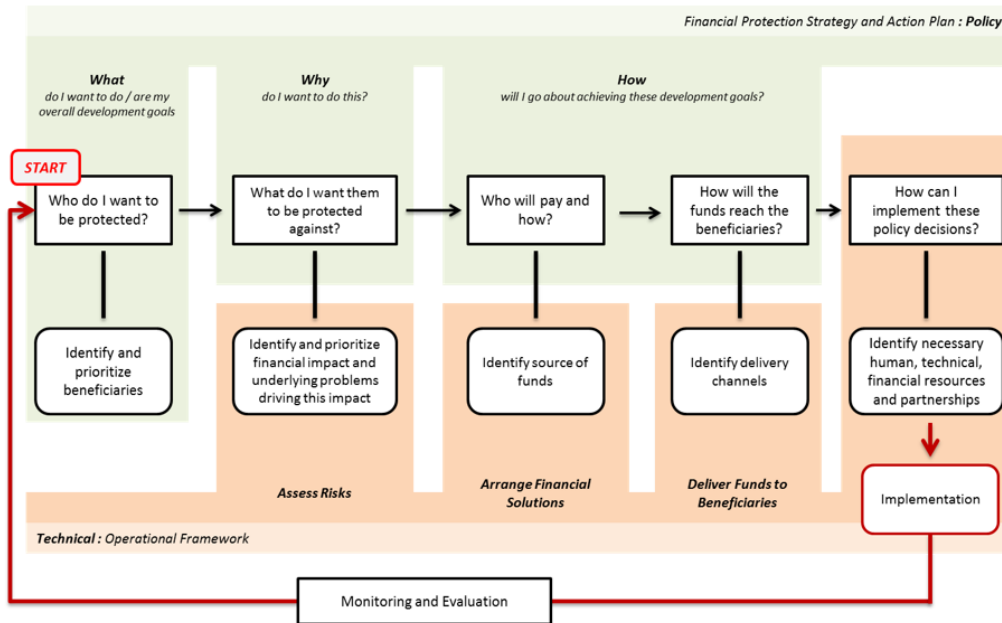 Financial Protection Strategy and Action Plan : Policy
What
do I want to do / are my
overall development goals
Why
do I want to do this?
How
will I go about achieving these development goals?
START
Who do I want to
be protected?
What do I want them
to be protected
against?
Who will pay and
how?
How will the
funds reach the
beneficiaries?
How can I
implement these
policy decisions?
Identify and
prioritize
beneficiaries
Identify and prioritize
financial impact and
underlying problems
driving this impact
Identify source of
funds
Identify delivery
channels
Identify necessary
human, technical,
financial resources
and partnerships
Assess Risks
Arrange Financial
Solutions
Deliver Funds to
Beneficiaries
Implementation
Technical : Operational Framework
Monitoring and Evaluation